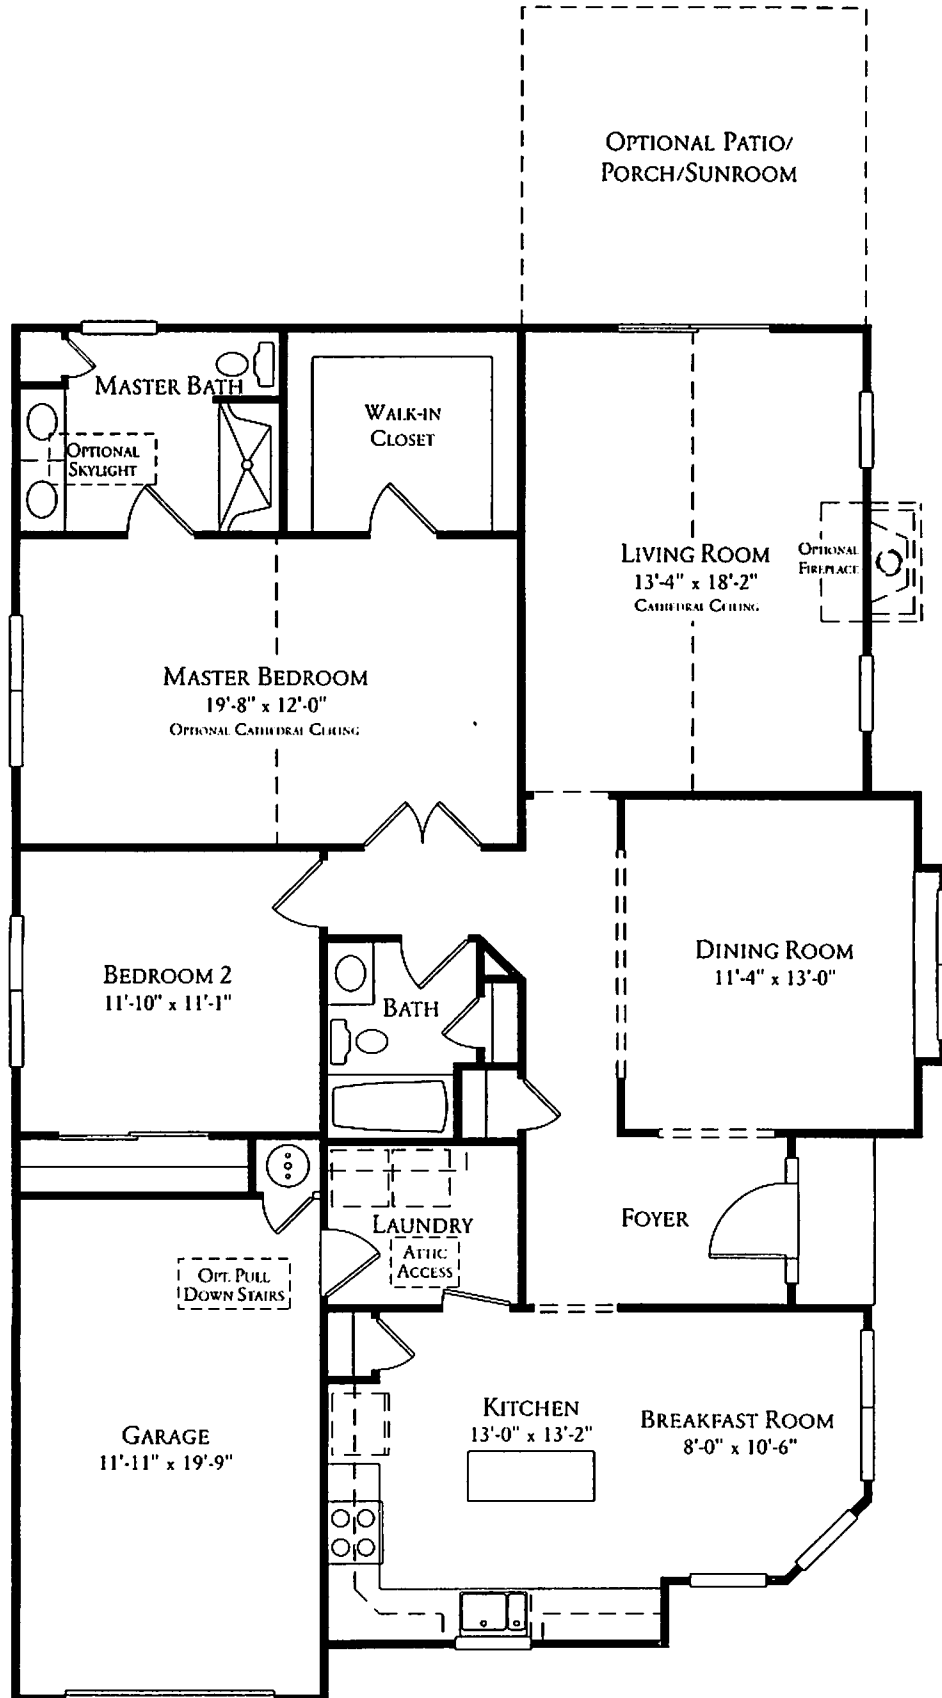 OPTIONAL PATIO/
PORCH/SUNROOM
MASTER BATH
OPTIONAL
SKYLIGHT
WALK-IN
CLOSET
LIVING ROOM
13'-4" x 18'-2"
CATHEDRAL CEILING
OPTIONAL
FIREPLACE
MASTER BEDROOM
19'-8" x 12'-0"
OPTIONAL CATHEDRAL CEILING
BEDROOM 2
11'-10" x 11'-1"
BATH
DINING ROOM
11'-4" x 13'-0"
LAUNDRY
ATTIC
ACCESS
FOYER
OPT. PULL
DOWN STAIRS
GARAGE
11'-11" x 19'-9"
KITCHEN
13'-0" x 13'-2"
BREAKFAST ROOM
8'-0" x 10'-6"